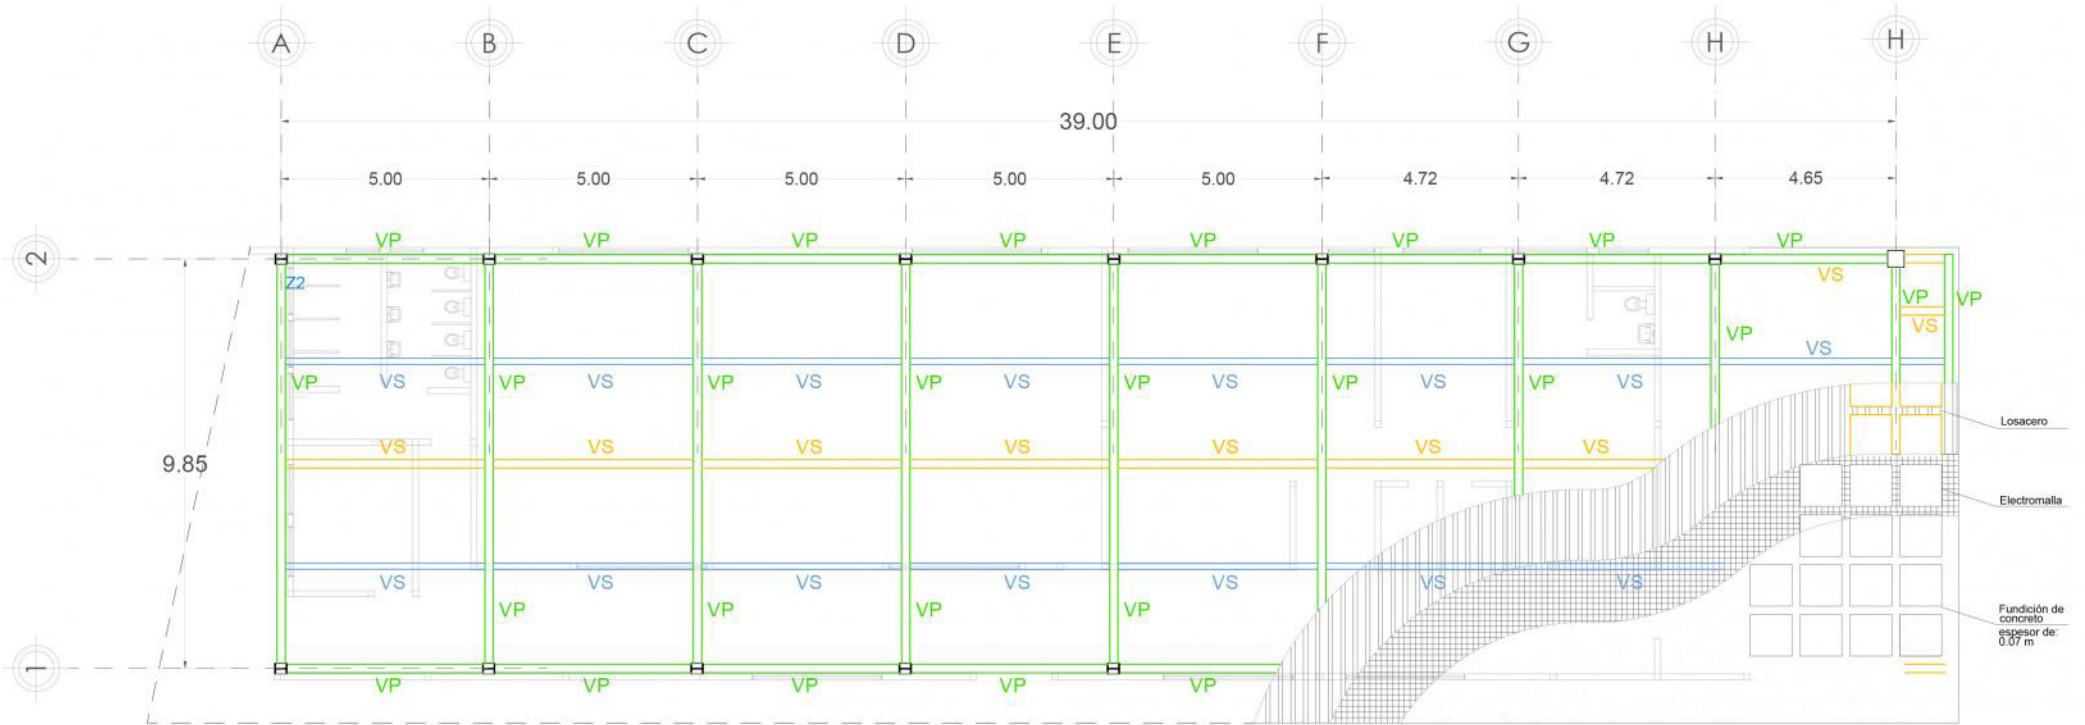 A B C D E F G H H
39.00
5.00 5.00 5.00 5.00 5.00 4.72 4.72 4.65
VP VP VP VP VP VP VP VP
2
Z2
VS
VP VP
VS
VP
VS
VP VS VP VS VP VS VP VS VP VS VP VS VP VS
Losacero
VS VS VS VS VS VS VS
9.85
Electromalla
VS VS VS VS VS VS VS
VP VP VP VP
Fundición de
concreto
espesor de:
0.07 m
1
VP VP VP VP VP